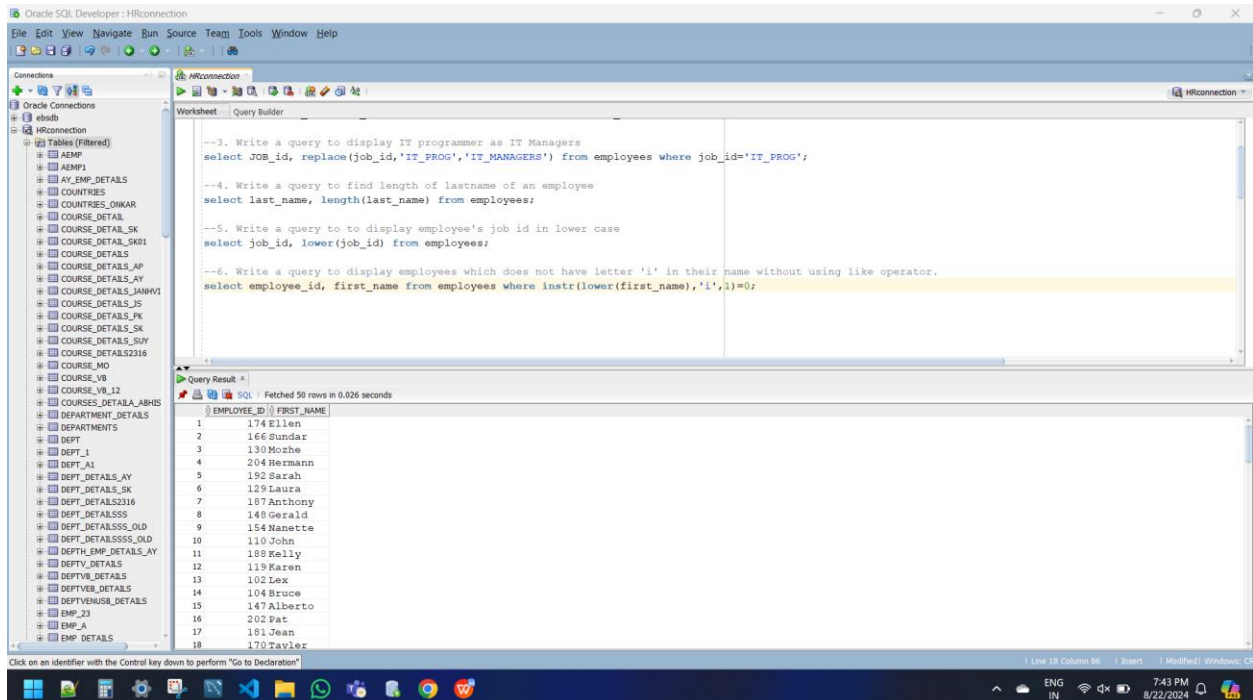 Oracle SQL Developer : HRconnection
File Edit View Navigate Run Source Team Tools Window Help
Connections
HRconnection
HRconnection
Oracle Connections
ebsdb
HRconnection
Tables (Filtered)
AEMP
AEMP1
AY_EMP_DETAILS
COUNTRIES
COUNTRIES_ONKAR
COURSE_DETAIL
COURSE_DETAIL_SK
COURSE_DETAIL_SK01
COURSE_DETAILS
COURSE_DETAILS_AP
COURSE_DETAILS_AY
COURSE_DETAILS_JANHVI
COURSE_DETAILS_JS
COURSE_DETAILS_PK
COURSE_DETAILS_SK
COURSE_DETAILS_SUY
COURSE_DETAILS2316
COURSE_MO
COURSE_VB
COURSE_VB_12
COURSES_DETAILA_ABHIS
DEPARTMENT_DETAILS
DEPARTMENTS
DEPT
DEPT_1
DEPT_A1
DEPT_DETAILS_AY
DEPT_DETAILS_SK
DEPT_DETAILS2316
DEPT_DETAILSSS
DEPT_DETAILSSS_OLD
DEPT_DETAILSSSS_OLD
DEPTH_EMP_DETAILS_AY
DEPTV_DETAILS
DEPTVB_DETAILS
DEPTVEB_DETAILS
DEPTVENUSB_DETAILS
EMP_23
EMP_A
EMP_DETAILS
Worksheet Query Builder
--3. Write a query to display IT programmer as IT Managers
select JOB_id, replace(job_id,'IT_PROG','IT_MANAGERS') from employees where job_id='IT_PROG';
--4. Write a query to find length of lastname of an employee
select last_name, length(last_name) from employees;
--5. Write a query to to display employee's job id in lower case
select job_id, lower(job_id) from employees;
--6. Write a query to display employees which does not have letter 'i' in their name without using like operator.
select employee_id, first_name from employees where instr(lower(first_name),'i',1)=0;
Query Result
SQL | Fetched 50 rows in 0.026 seconds
EMPLOYEE_ID FIRST_NAME
1 174 Ellen
2 166 Sundar
3 130 Mozhe
4 204 Hermann
5 192 Sarah
6 129 Laura
7 187 Anthony
8 148 Gerald
9 154 Nanette
10 110 John
11 188 Kelly
12 119 Karen
13 102 Lex
14 104 Bruce
15 147 Alberto
16 202 Pat
17 181 Jean
18 170 Tayler
Click on an identifier with the Control key down to perform "Go to Declaration"
Line 18 Column 86 | Insert | Modified | Windows: CR
ENG
IN
7:43 PM
8/22/2024